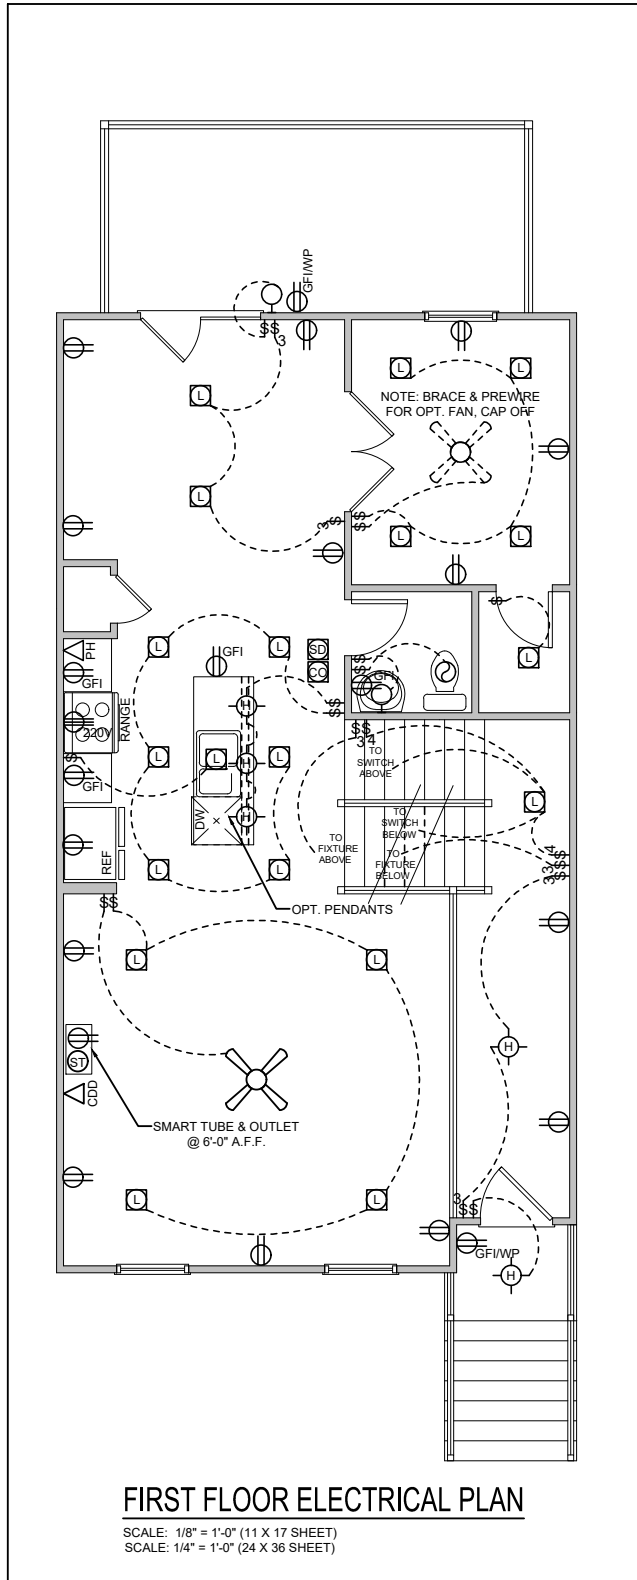 GFI/WP
$$
3
L
L
L
NOTE: BRACE & PREWIRE
FOR OPT. FAN, CAP OFF
L
3
$
$
$
L
L
$
L
PH
GFI
L
GFI
L
SD
CO
$
$
GFI
$
$
220V
RANGE
$
GFI
L
L
H
H
H
L
DW
REF
$$
3 4
TO
SWITCH
ABOVE
TO
SWITCH
BELOW
TO
FIXTURE
ABOVE
TO
FIXTURE
BELOW
L
4
3
3
$
$
$
L
L
OPT. PENDANTS
$$
L
L
ST
CDD
H
SMART TUBE & OUTLET
@ 6'-0" A.F.F.
L
L
3
$$
GFI/WP
H
FIRST FLOOR ELECTRICAL PLAN
SCALE: 1/8" = 1'-0" (11 X 17 SHEET)
SCALE: 1/4" = 1'-0" (24 X 36 SHEET)